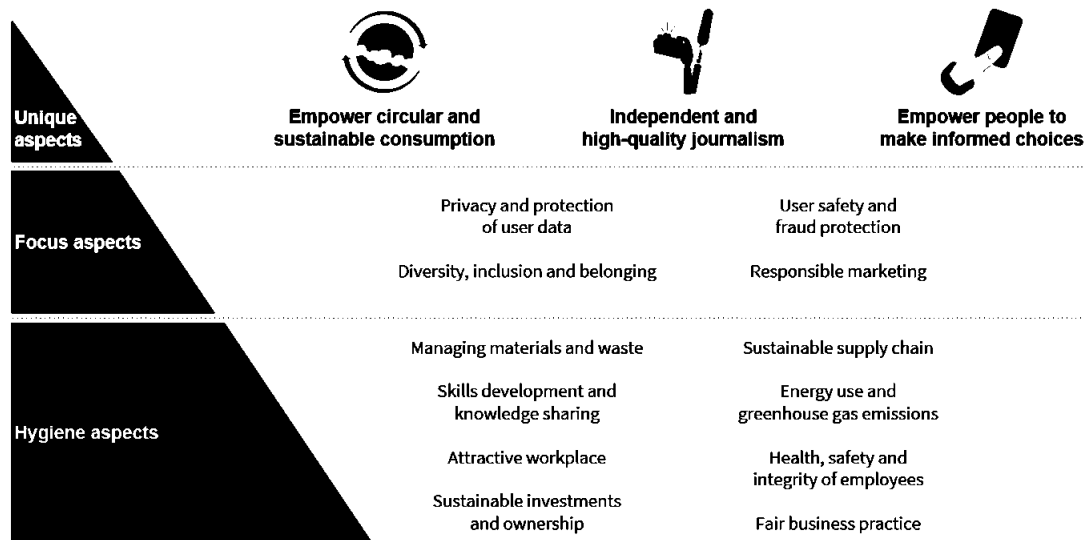 Unique
aspects
Empower circular and
sustainable consumption
Independent and
high-quality journalism
Empower people to
make informed choices
Focus aspects
Privacy and protection
of user data
User safety and
fraud protection
Diversity, inclusion and belonging
Responsible marketing
Hygiene aspects
Managing materials and waste
Sustainable supply chain
Skills development and
knowledge sharing
Energy use and
greenhouse gas emissions
Attractive workplace
Health, safety and
integrity of employees
Sustainable investments
and ownership
Fair business practice